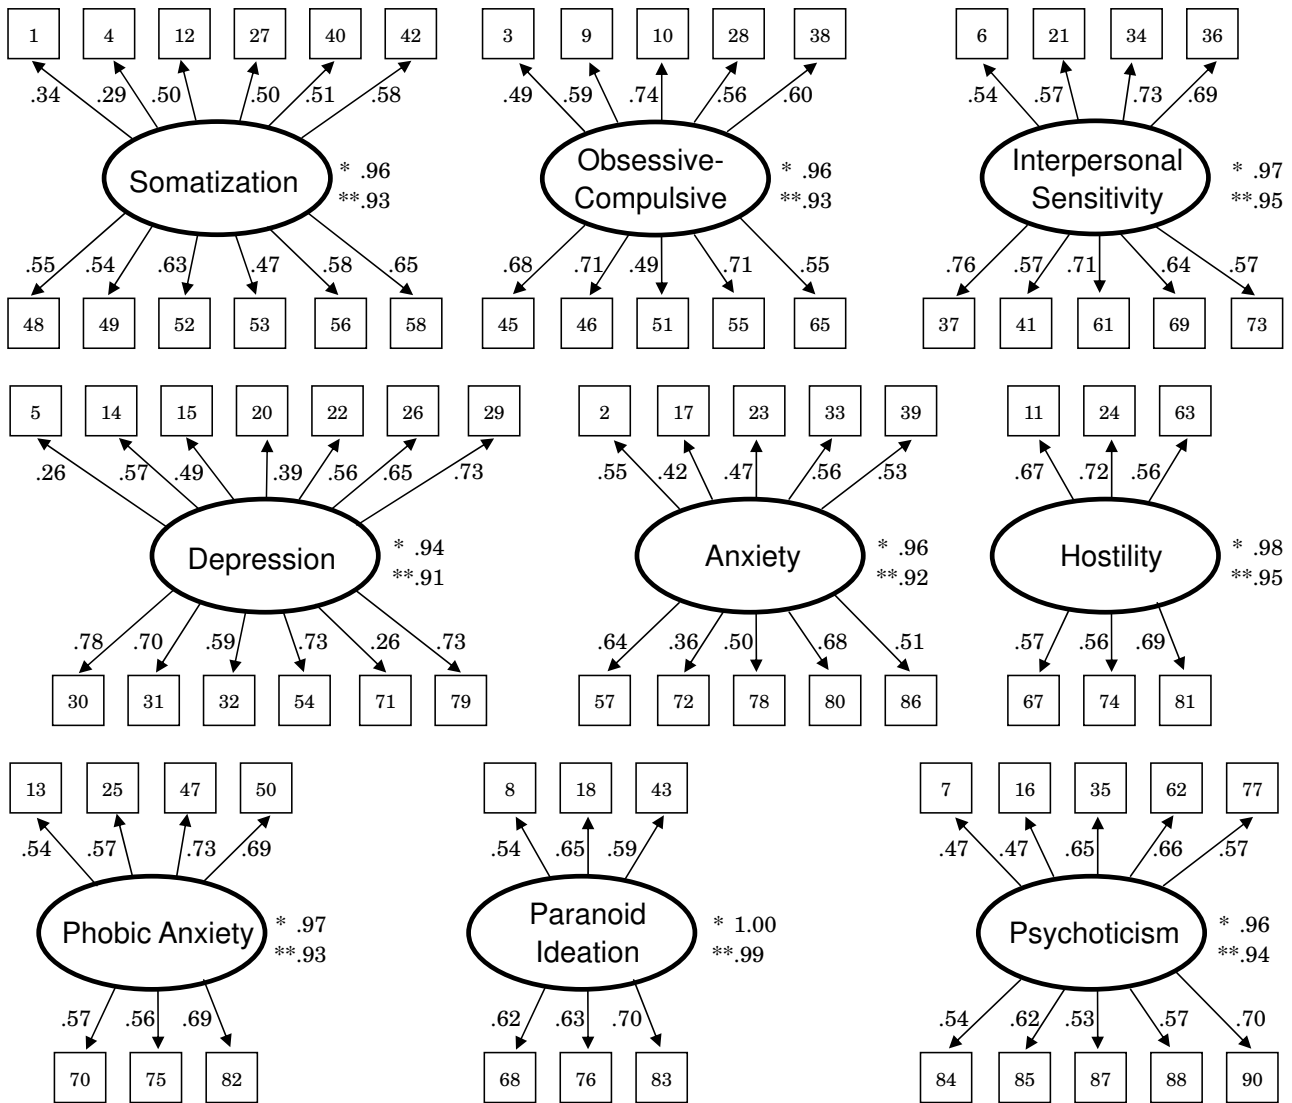 1 4 12 27 40 42
.34 .29 .50 .50 .51 .58
Somatization
* .96
**.93
.55 .54 .63 .47 .58 .65
48 49 52 53 56 58
3 9 10 28 38
.49 .59 .74 .56 .60
Obsessive-
Compulsive
* .96
**.93
.68 .71 .49 .71 .55
45 46 51 55 65
6 21 34 36
.54 .57 .73 .69
Interpersonal
Sensitivity
* .97
**.95
.76 .57 .71 .64 .57
37 41 61 69 73
5 14 15 20 22 26 29
.26 .57 .49 .39 .56 .65 .73
Depression
* .94
**.91
.78 .70 .59 .73 .26 .73
30 31 32 54 71 79
2 17 23 33 39
.55 .42 .47 .56 .53
Anxiety
* .96
**.92
.64 .36 .50 .68 .51
57 72 78 80 86
11 24 63
.67 .72 .56
Hostility
* .98
**.95
.57 .56 .69
67 74 81
13 25 47 50
.54 .57 .73 .69
Phobic Anxiety
* .97
**.93
.57 .56 .69
70 75 82
8 18 43
.54 .65 .59
Paranoid
Ideation
* 1.00
**.99
.62 .63 .70
68 76 83
7 16 35 62 77
.47 .47 .65 .66 .57
Psychoticism
* .96
**.94
.54 .62 .53 .57 .70
84 85 87 88 90